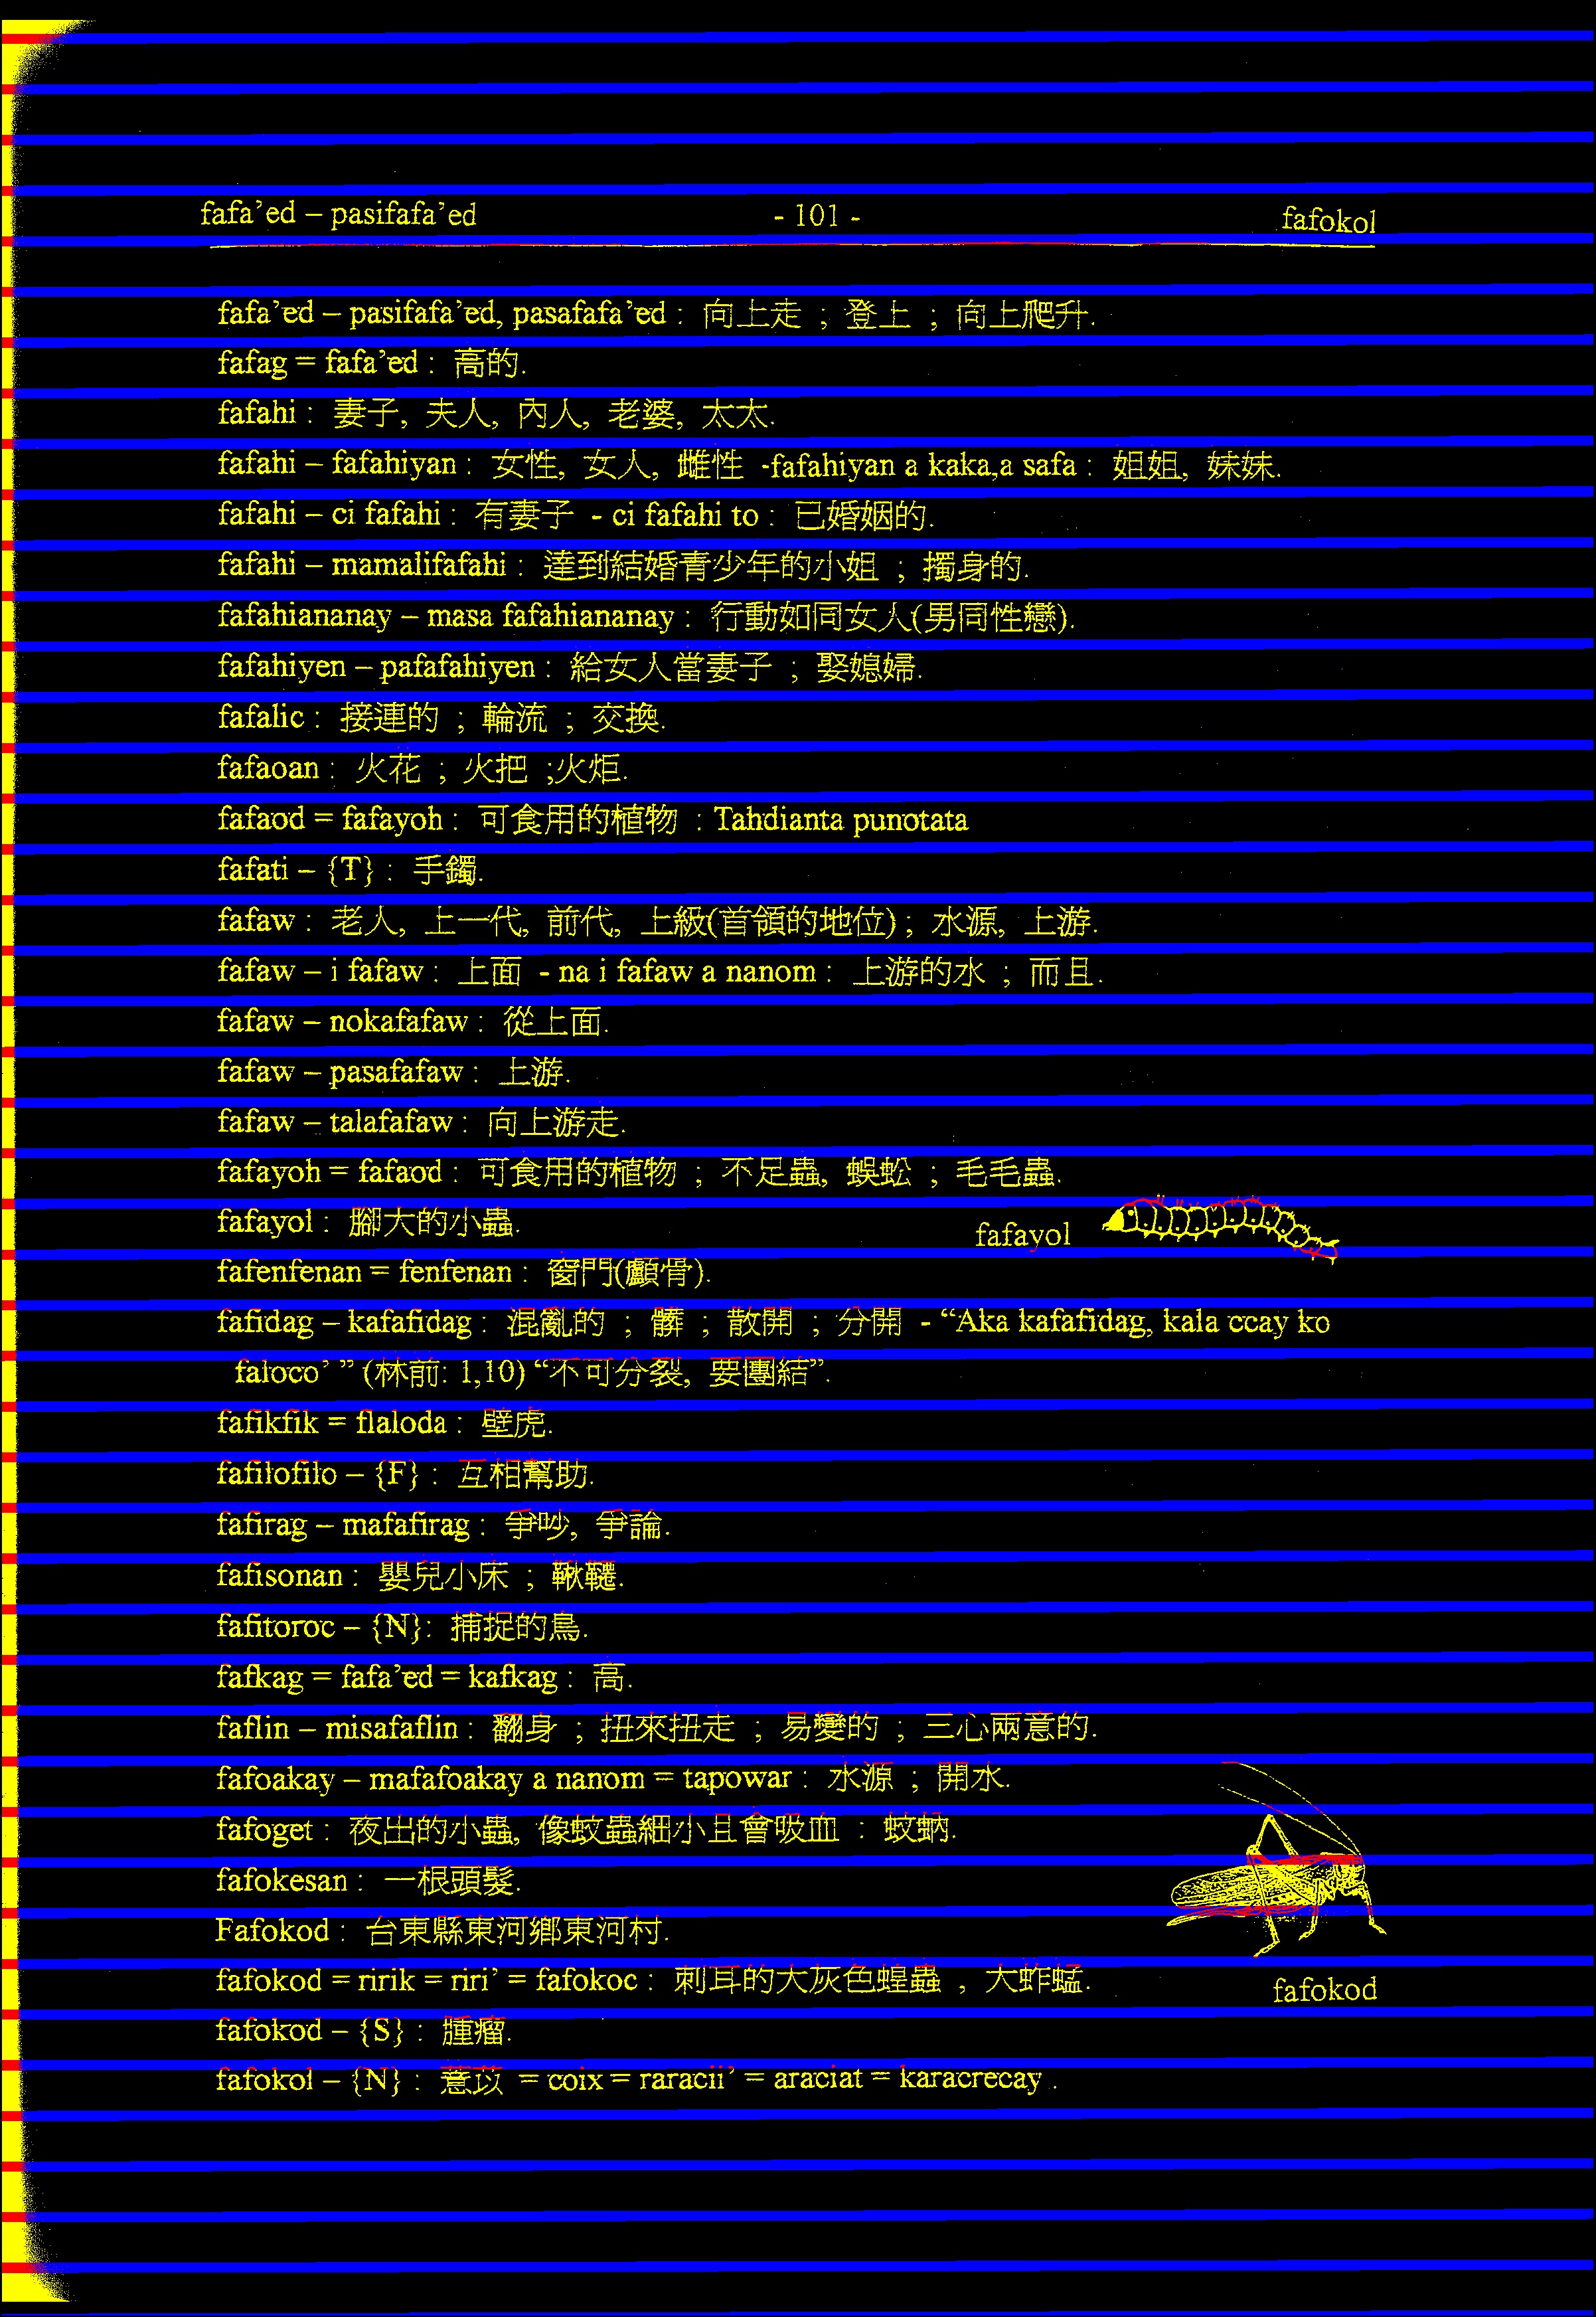 fafa’ed – pasifafa’ed - 101 - fafokol
fafa’ed – pasifafa’ed, pasafafa’ed : 向上走 ; 登上 ; 向上爬升.
fafag = fafa’ed : 高的.
fafahi : 妻子, 夫人, 內人, 老婆, 太太.
fafahi – fafahiyan : 女性, 女人, 雌性 -fafahiyan a kaka,a safa : 姐姐, 妹妹.
fafahi – ci fafahi : 有妻子 - ci fafahi to : 已婚姻的.
fafahi – mamalifafahi : 達到結婚青少年的小姐 ; 獨身的.
fafahiananay – masa fafahiananay : 行動如同女人(男同性戀).
fafahiyen – pafafahiyen : 給女人當妻子 ; 娶媳婦.
fafalic : 接連的 ; 輪流 ; 交換.
fafaoan : 火花 ; 火把 ;火炬.
fafaod = fafayoh : 可食用的植物 : Tahdianta punotata
fafati – {T} : 手鐲.
fafaw : 老人, 上一代, 前代, 上級(首領的地位) ; 水源, 上游.
fafaw – i fafaw : 上面 - na i fafaw a nanom : 上游的水 ; 而且.
fafaw – nokafafaw : 從上面.
fafaw – pasafafaw : 上游.
fafaw – talafafaw : 向上游走.
fafayoh = fafaod : 可食用的植物 ; 不足蟲, 蜈蚣 ; 毛毛蟲.
fafayol : 腳大的小蟲. fafayol
fafenfenan = fenfenan : 窗門(顱骨).
fafidag – kafafidag : 混亂的 ; 髒 ; 散開 ; 分開 - “Aka kafafidag, kala ccay ko
faloco’ ” (林前: 1,10) “不可分裂, 要團結”.
fafikfik = flaloda : 壁虎.
fafilofilo – {F} : 互相幫助.
fafirag – mafafirag : 爭吵, 爭論.
fafisonan : 嬰兒小床 ; 鞦韆.
fafitoroc – {N}: 捕捉的鳥.
fafkag = fafa’ed = kafkag : 高.
faflin – misafaflin : 翻身 ; 扭來扭走 ; 易變的 ; 三心兩意的.
fafoakay – mafafoakay a nanom = tapowar : 水源 ; 開水.
fafoget : 夜出的小蟲, 像蚊蟲細小且會吸血 : 蚊蚋.
fafokesan : 一根頭髮.
Fafokod : 台東縣東河鄉東河村.
fafokod = ririk = riri’ = fafokoc : 刺耳的大灰色蝗蟲 , 大蚱蜢.
fafokod
fafokod – {S} : 腫瘤.
fafokol – {N} : 薏苡 = coix = raracii’ = araciat = karacrecay .